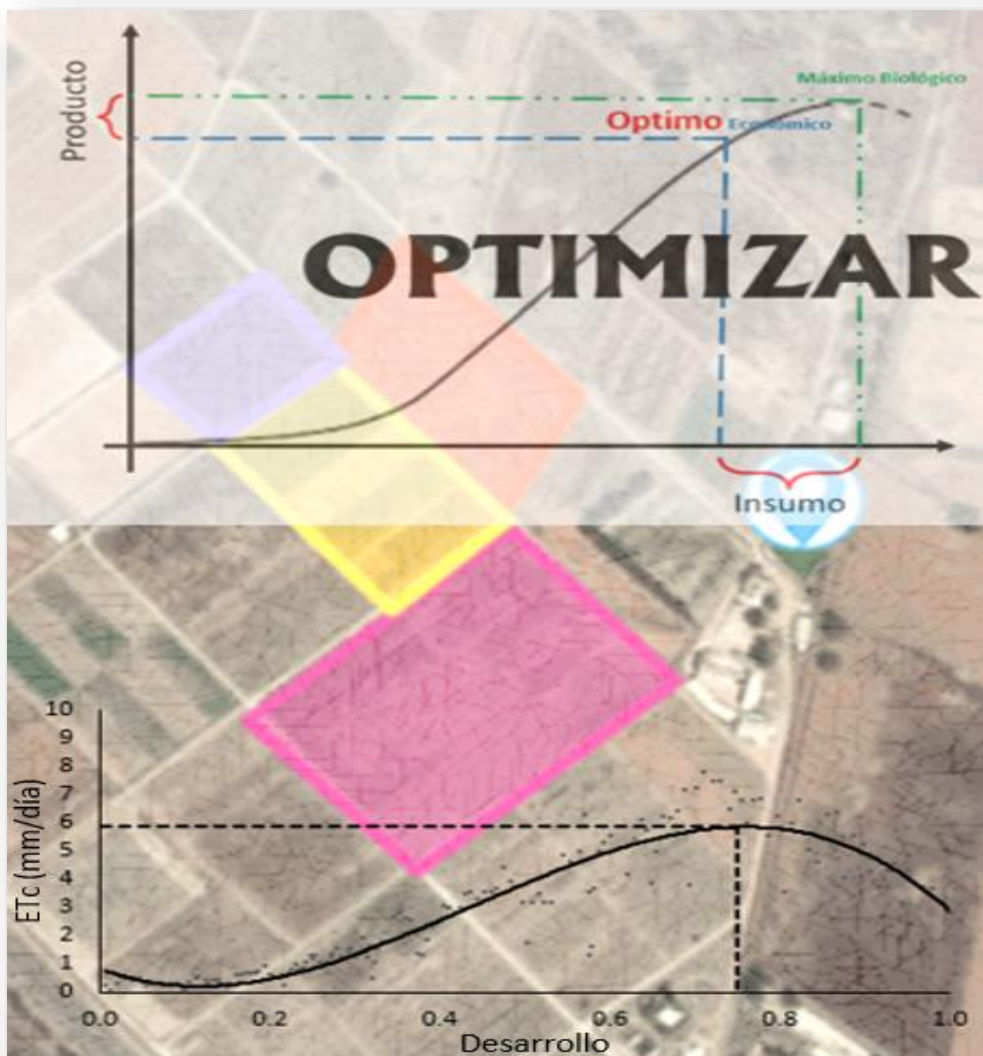 Máximo Biológico
Producto
Optimo Económico
OPTIMIZAR
Insumo
10
9
8
7
6
5
4
3
2
1
0
ETc (mm/día)
0.0 0.2 0.4 0.6 0.8 1.0
Desarrollo